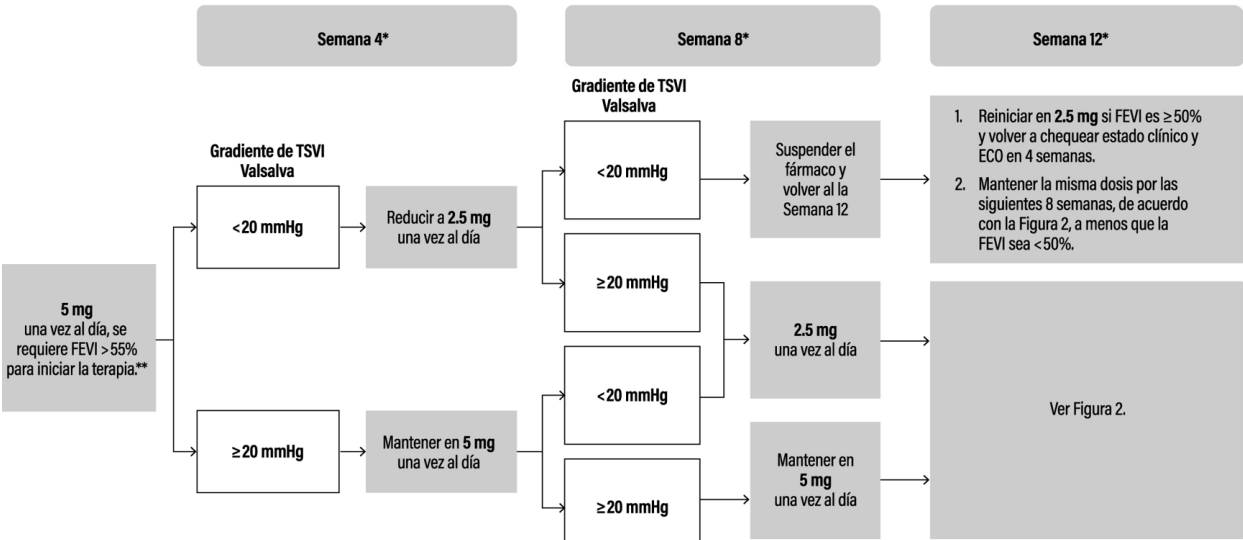 Semana 4*
Semana 8*
Semana 12*
5 mg
una vez al día, se
requiere FEVI >55%
para iniciar la terapia.**
Gradiente de TSVI
Valsalva
<20 mmHg
≥20 mmHg
Reducir a 2.5 mg
una vez al día
Mantener en 5 mg
una vez al día
Gradiente de TSVI
Valsalva
<20 mmHg
≥20 mmHg
<20 mmHg
≥20 mmHg
Suspender el
fármaco y
volver al la
Semana 12
2.5 mg
una vez al día
Mantener en
5 mg
una vez al día
1. Reiniciar en 2.5 mg si FEVI es ≥50%
y volver a chequear estado clínico y
ECO en 4 semanas.
2. Mantener la misma dosis por las
siguientes 8 semanas, de acuerdo
con la Figura 2, a menos que la
FEVI sea <50%.
Ver Figura 2.